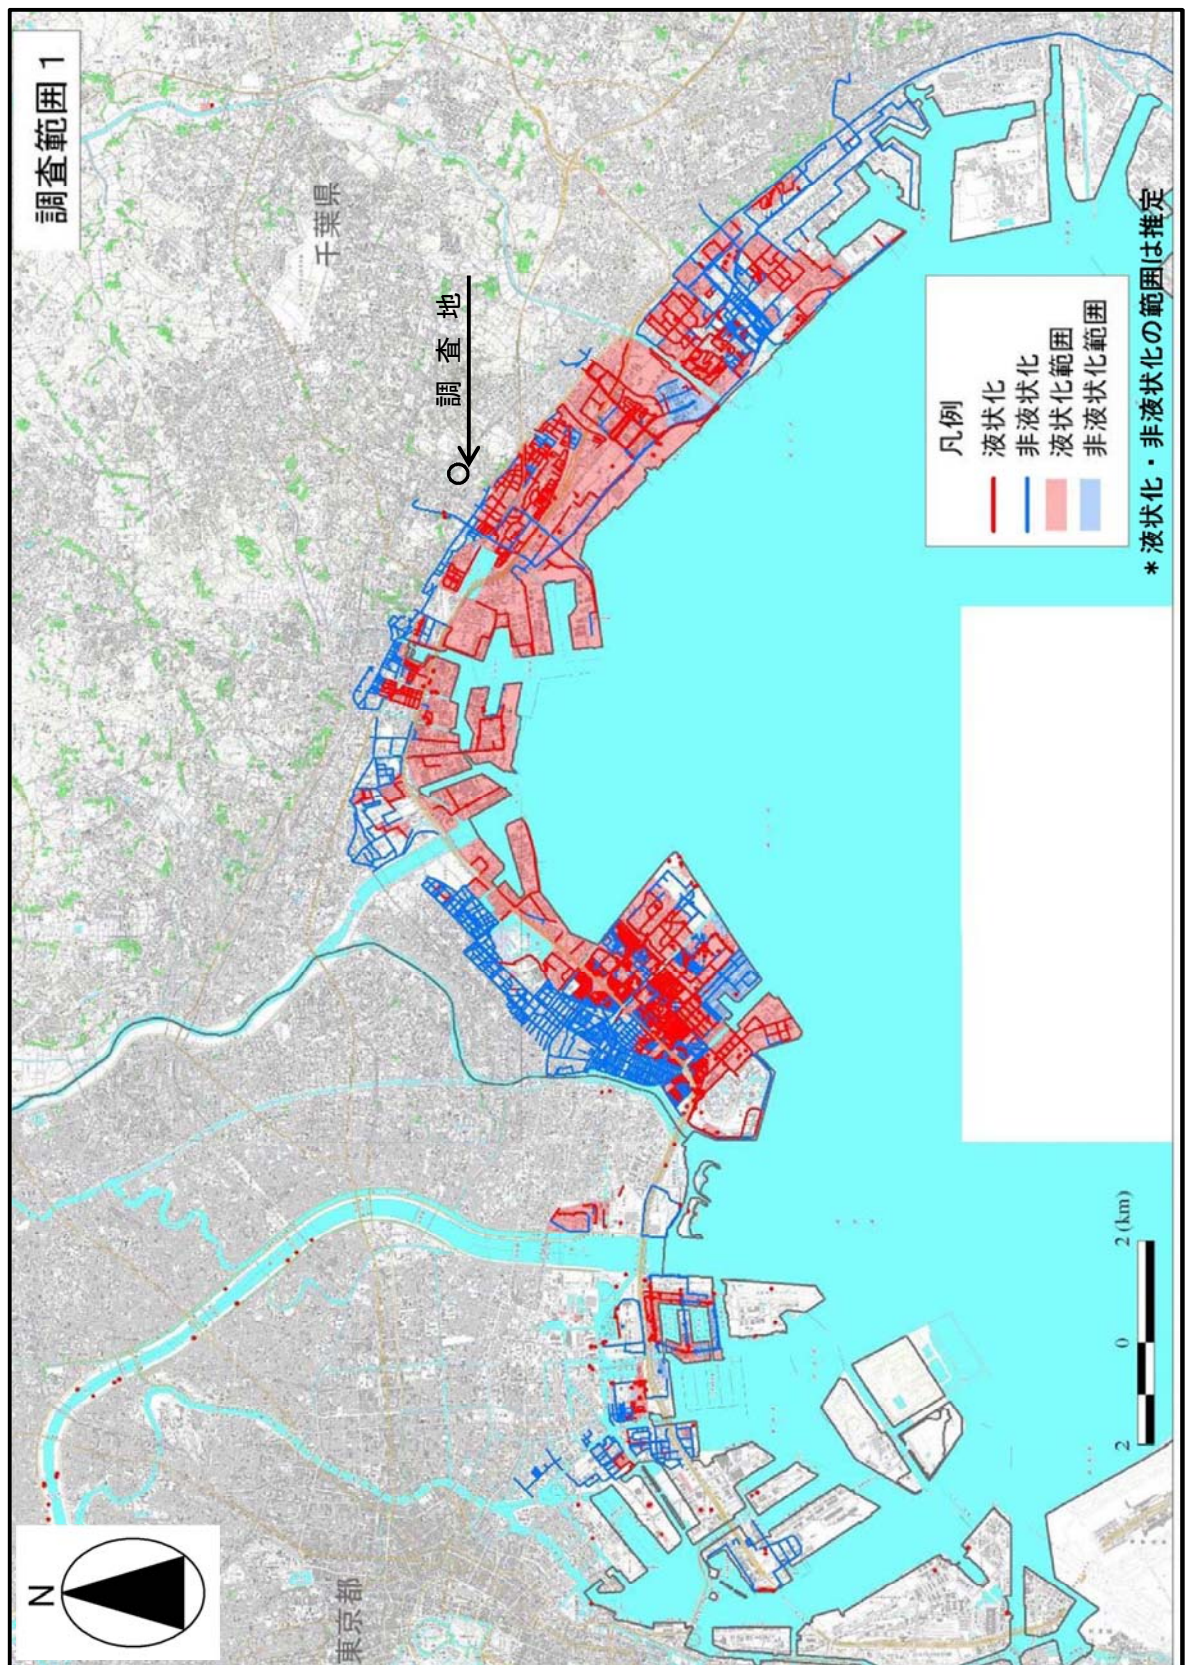 調査範囲 1
千葉県
調査地
凡例
液状化
非液状化
液状化範囲
非液状化範囲
*液状化・非液状化の範囲は推定
2
0
2 (km)
N
東京都